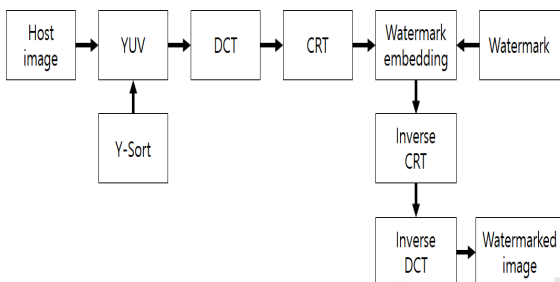 Host
image
YUV
DCT
CRT
Watermark
embedding
Watermark
Y-Sort
Inverse
CRT
Inverse
DCT
Watermarked
image